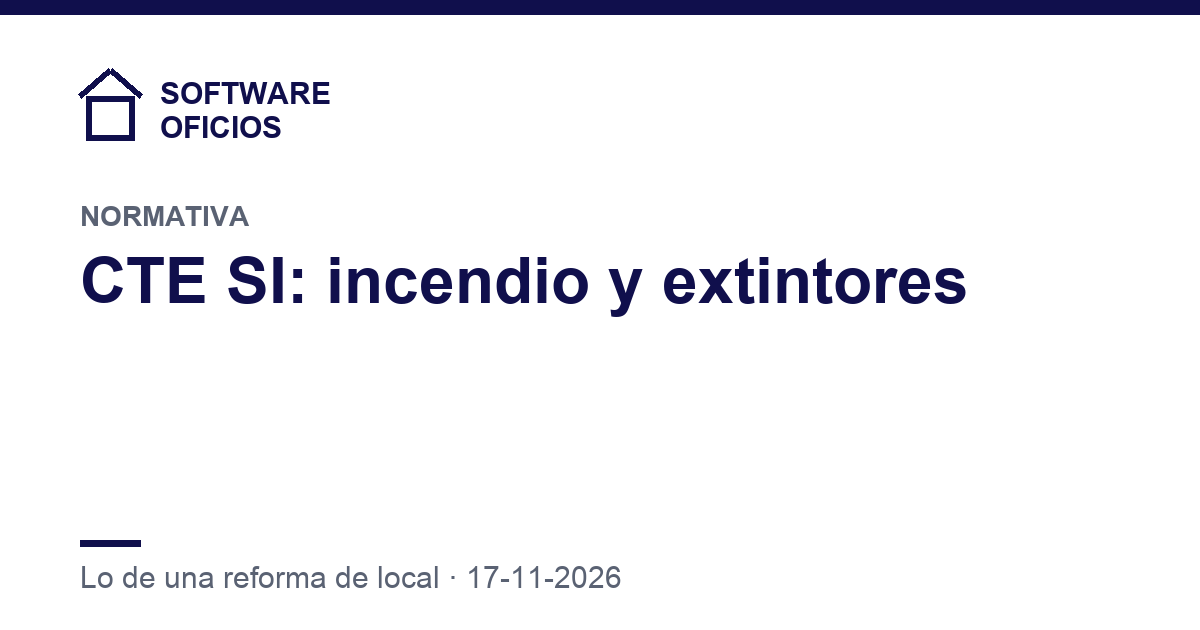 SOFTWARE
OFICIOS
NORMATIVA
CTE SI: incendio y extintores
Lo de una reforma de local · 17-11-2026